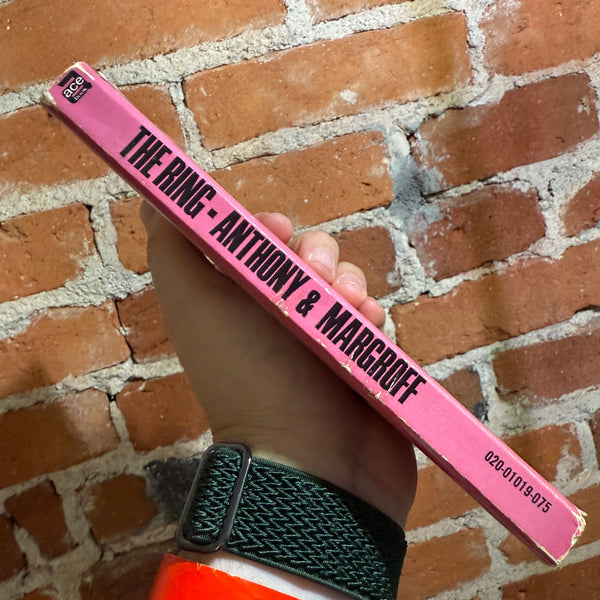 ace
THE RING - ANTHONY & MARGROFF
020-01019-075